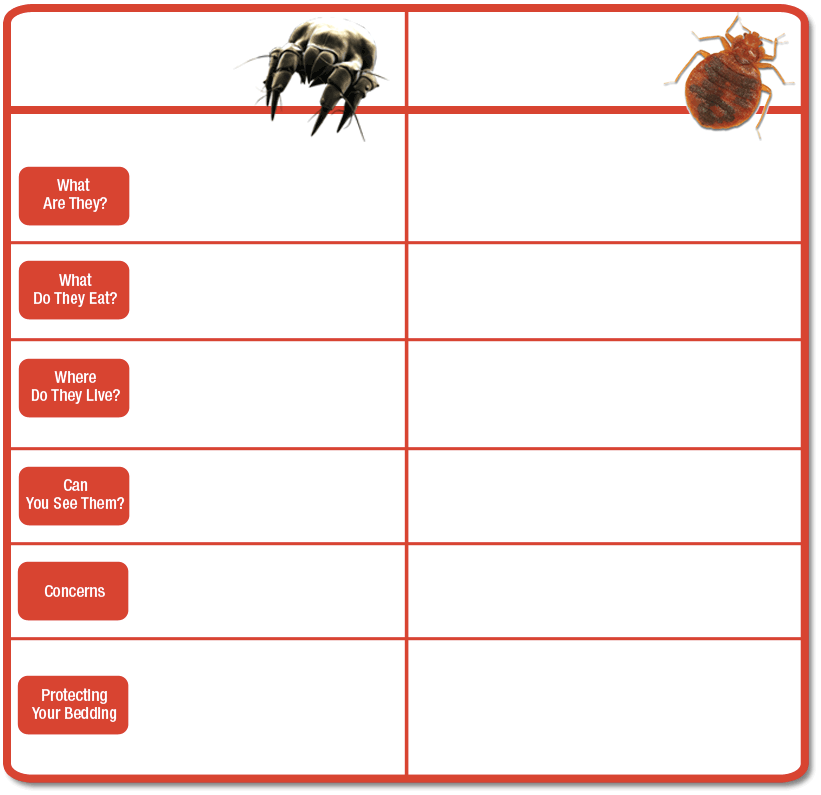 What
Are They?
What
Do They Eat?
Where
Do They Live?
Can
You See Them?
Concerns
Protecting
Your Bedding